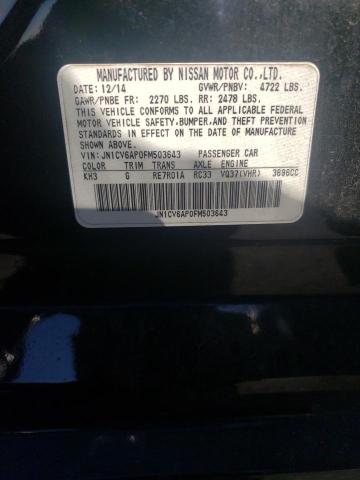 MANUFACTURED BY NISSAN MOTOR CO.,LTD.
DATE: 12/14 GVWR/PNBV: 4722 LBS.
GAWR/PNBE FR: 2270 LBS. RR: 2478 LBS.
THIS VEHICLE CONFORMS TO ALL APPLICABLE FEDERAL
MOTOR VEHICLE SAFETY,BUMPER,AND THEFT PREVENTION
STANDARDS IN EFFECT ON THE DATE OF MANUFACTURE
SHOWN ABOVE.
VIN: JN1CV6AP0FM503643 PASSENGER CAR
COLOR TRIM TRANS AXLE ENGINE
KH3 G RE7R01A RC33 VQ37(VHR) 3696CC
JN1CV6AP0FM503643